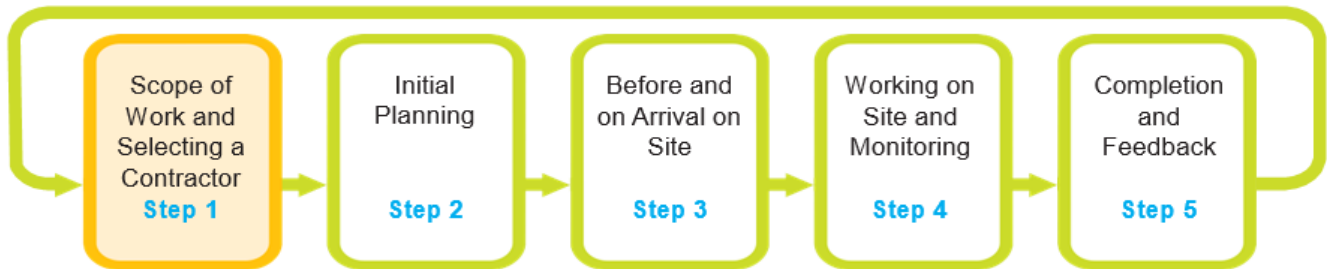 Scope of
Work and
Selecting a
Contractor
Step 1
Initial
Planning
Step 2
Before and
on Arrival on
Site
Step 3
Working on
Site and
Monitoring
Step 4
Completion
and
Feedback
Step 5